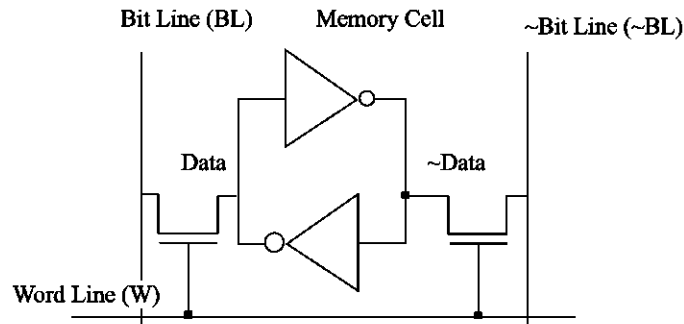 Bit Line (BL)
Memory Cell
~Bit Line (~BL)
Data
~Data
Word Line (W)